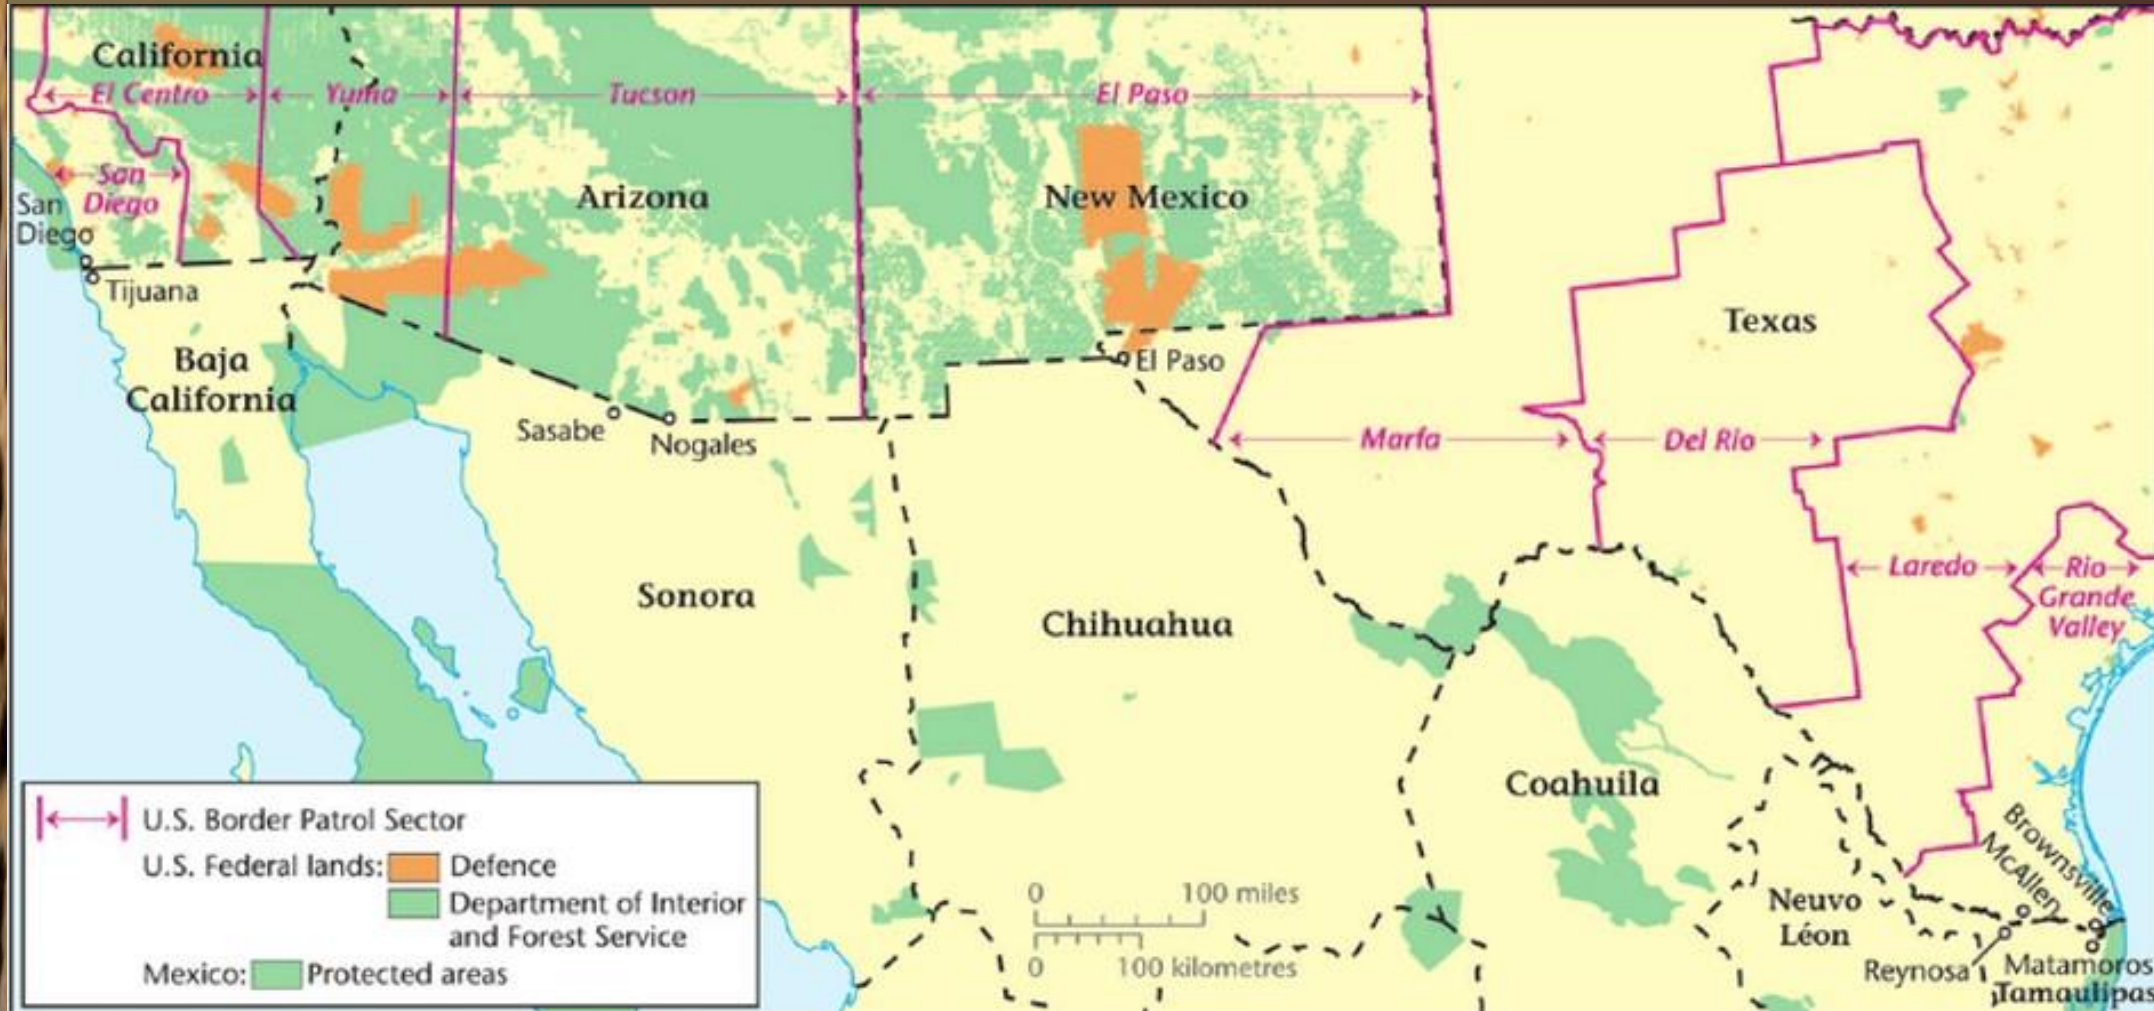 California
El Centro
Yuma
Tucson
El Paso
San
Diego
San
Diego
Arizona
New Mexico
Tijuana
Texas
Baja
California
El Paso
Sasabe
Nogales
Marfa
Del Rio
Sonora
Chihuahua
Laredo
Rio
Grande
Valley
Coahuila
U.S. Border Patrol Sector
U.S. Federal lands:
Defence
Department of Interior
and Forest Service
Mexico:
Protected areas
0 100 miles
0 100 kilometres
Brownsville
McAllen
Neuvo
Léon
Reynosa
Matamoros
Tamaulipas